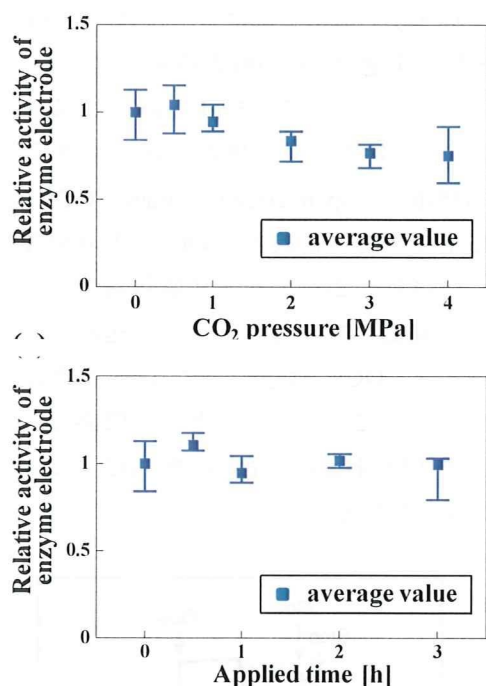 Relative activity of
enzyme electrode
1.5
1
0.5
0
average value
0
1
2
3
4
CO₂ pressure [MPa]
Relative activity of
enzyme electrode
1.5
1
0.5
0
average value
0
1
2
3
Applied time [h]